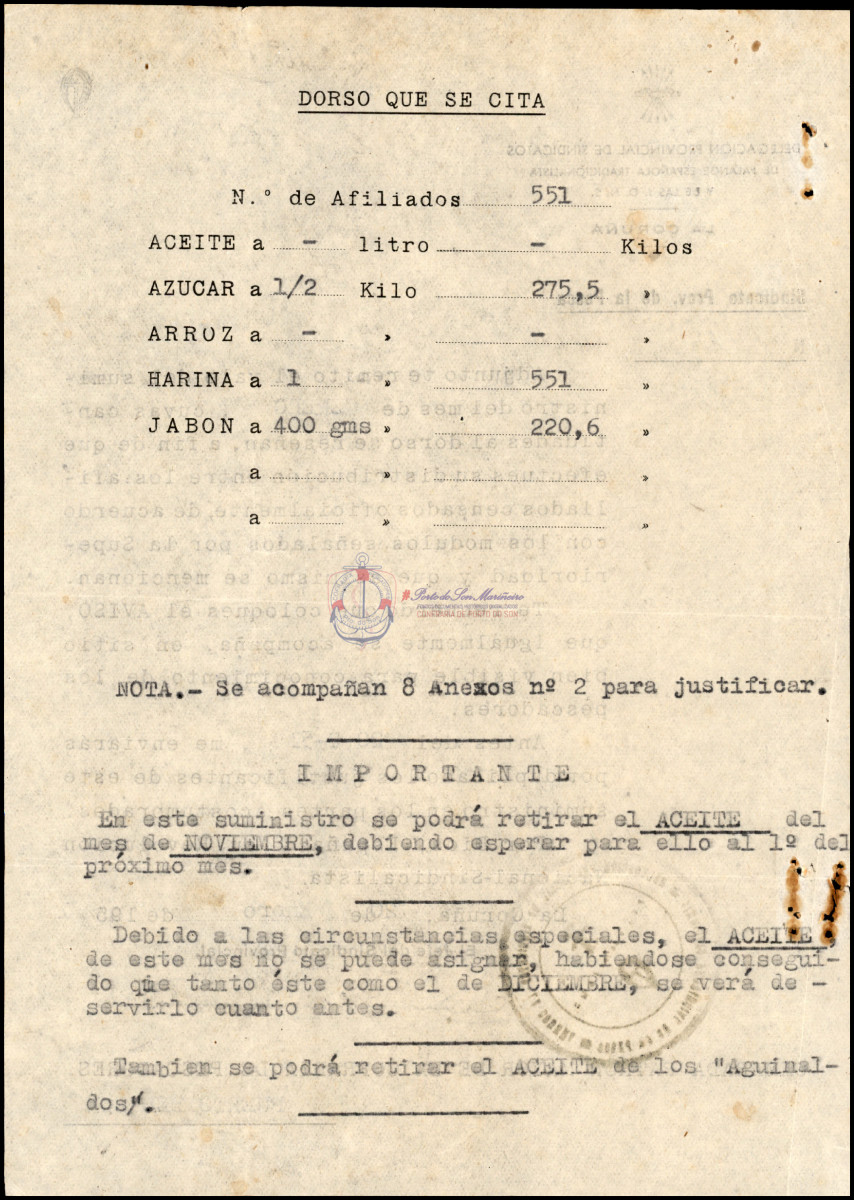 DORSO QUE SE CITA
N.º de Afiliados 551
ACEITE a - litro - Kilos
AZUCAR a 1/2 Kilo 275,5 »
ARROZ a - » - »
HARINA a 1 » 551 »
JABON a 400 gms » 220,6 »
a » »
a » »
Porto do Son Mariñeiro
NOTA.- Se acompañan 8 Anexos nº 2 para justificar.
IMPORTANTE
En este suministro se podrá retirar el ACEITE del
mes de NOVIEMBRE, debiendo esperar para ello al 1º del
próximo mes.
Debido a las circunstancias especiales, el ACEITE,
de este mes no se puede asignar, habiendose consegui-
do que tanto éste como el de DICIEMBRE, se verá de -
servirlo cuanto antes.
Tambien se podrá retirar el ACEITE de los "Aguinal-
dos".